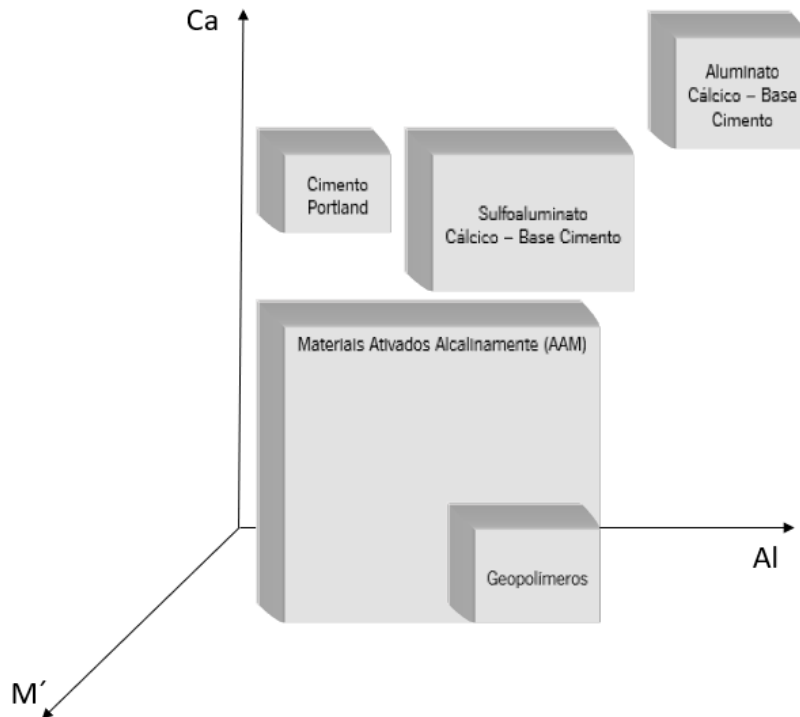 Ca
Aluminato
Cálcico – Base
Cimento
Cimento
Portland
Sulfoaluminato
Cálcico – Base Cimento
Materiais Ativados Alcalinamente (AAM)
Geopolímeros
Al
M´